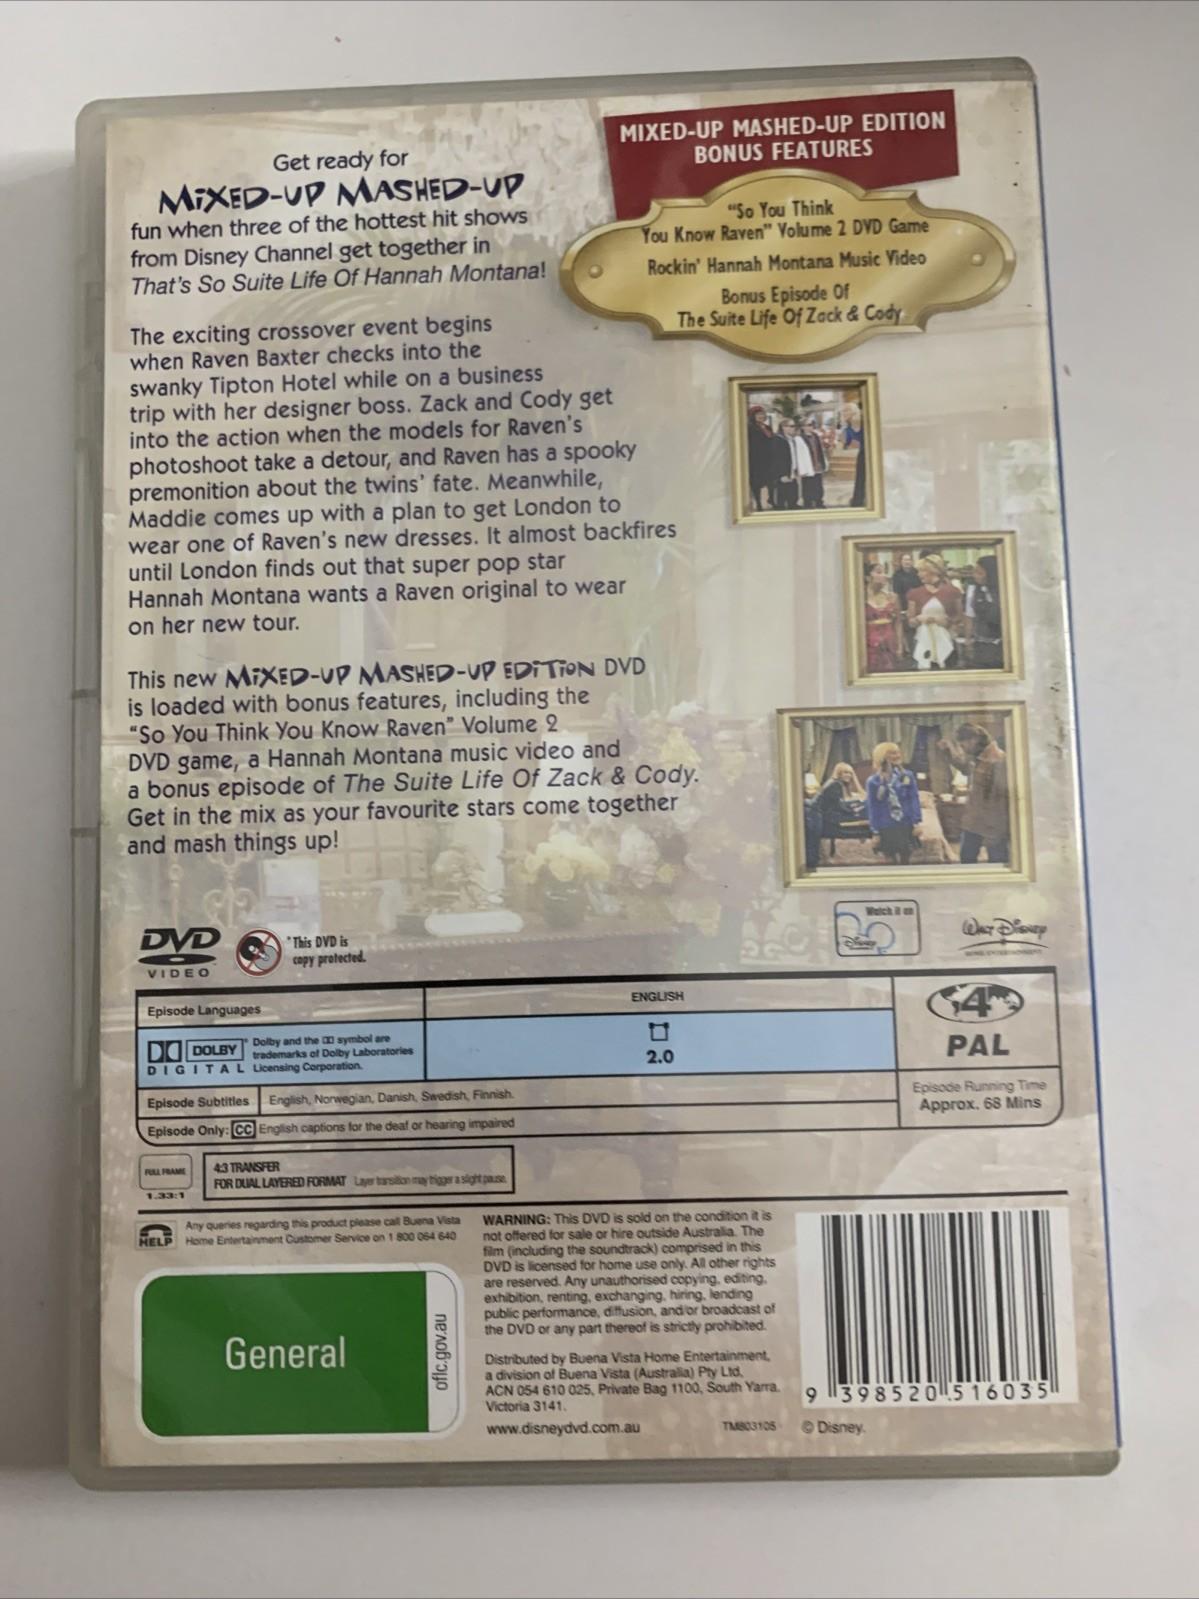 Get ready for
MiXED-UP MASHED-UP
fun when three of the hottest hit shows
from Disney Channel get together in
That's So Suite Life Of Hannah Montana!
The exciting crossover event begins
when Raven Baxter checks into the
swanky Tipton Hotel while on a business
trip with her designer boss. Zack and Cody get
into the action when the models for Raven's
photoshoot take a detour, and Raven has a spooky
premonition about the twins' fate. Meanwhile,
Maddie comes up with a plan to get London to
wear one of Raven's new dresses. It almost backfires
until London finds out that super pop star
Hannah Montana wants a Raven original to wear
on her new tour.
This new MiXED-UP MASHED-UP EDiTiON DVD
is loaded with bonus features, including the
“So You Think You Know Raven” Volume 2
DVD game, a Hannah Montana music video and
a bonus episode of The Suite Life Of Zack & Cody.
Get in the mix as your favourite stars come together
and mash things up!
MIXED-UP MASHED-UP EDITION
BONUS FEATURES
“So You Think
You Know Raven” Volume 2 DVD Game
Rockin' Hannah Montana Music Video
Bonus Episode Of
The Suite Life Of Zack & Cody
DVD
VIDEO
*This DVD is
copy protected.
Watch it on
Disney
Walt Disney
HOME ENTERTAINMENT
Episode Languages
ENGLISH
DOLBY
DIGITAL
Dolby and the symbol are
trademarks of Dolby Laboratories
Licensing Corporation.
2.0
Episode Subtitles
English, Norwegian, Danish, Swedish, Finnish.
Episode Only: CC English captions for the deaf or hearing impaired
4
PAL
Episode Running Time
Approx. 68 Mins
FULL FRAME
1.33:1
4:3 TRANSFER
FOR DUAL LAYERED FORMAT Layer transition may trigger a slight pause.
HELP
Any queries regarding this product please call Buena Vista
Home Entertainment Customer Service on 1 800 064 640
General
oflc.gov.au
WARNING: This DVD is sold on the condition it is
not offered for sale or hire outside Australia. The
film (including the soundtrack) comprised in this
DVD is licensed for home use only. All other rights
are reserved. Any unauthorised copying, editing,
exhibition, renting, exchanging, hiring, lending
public performance, diffusion, and/or broadcast of
the DVD or any part thereof is strictly prohibited.
Distributed by Buena Vista Home Entertainment,
a division of Buena Vista (Australia) Pty Ltd.
ACN 054 610 025, Private Bag 1100, South Yarra.
Victoria 3141.
www.disneydvd.com.au
TM803105
© Disney.
9 398520 516035